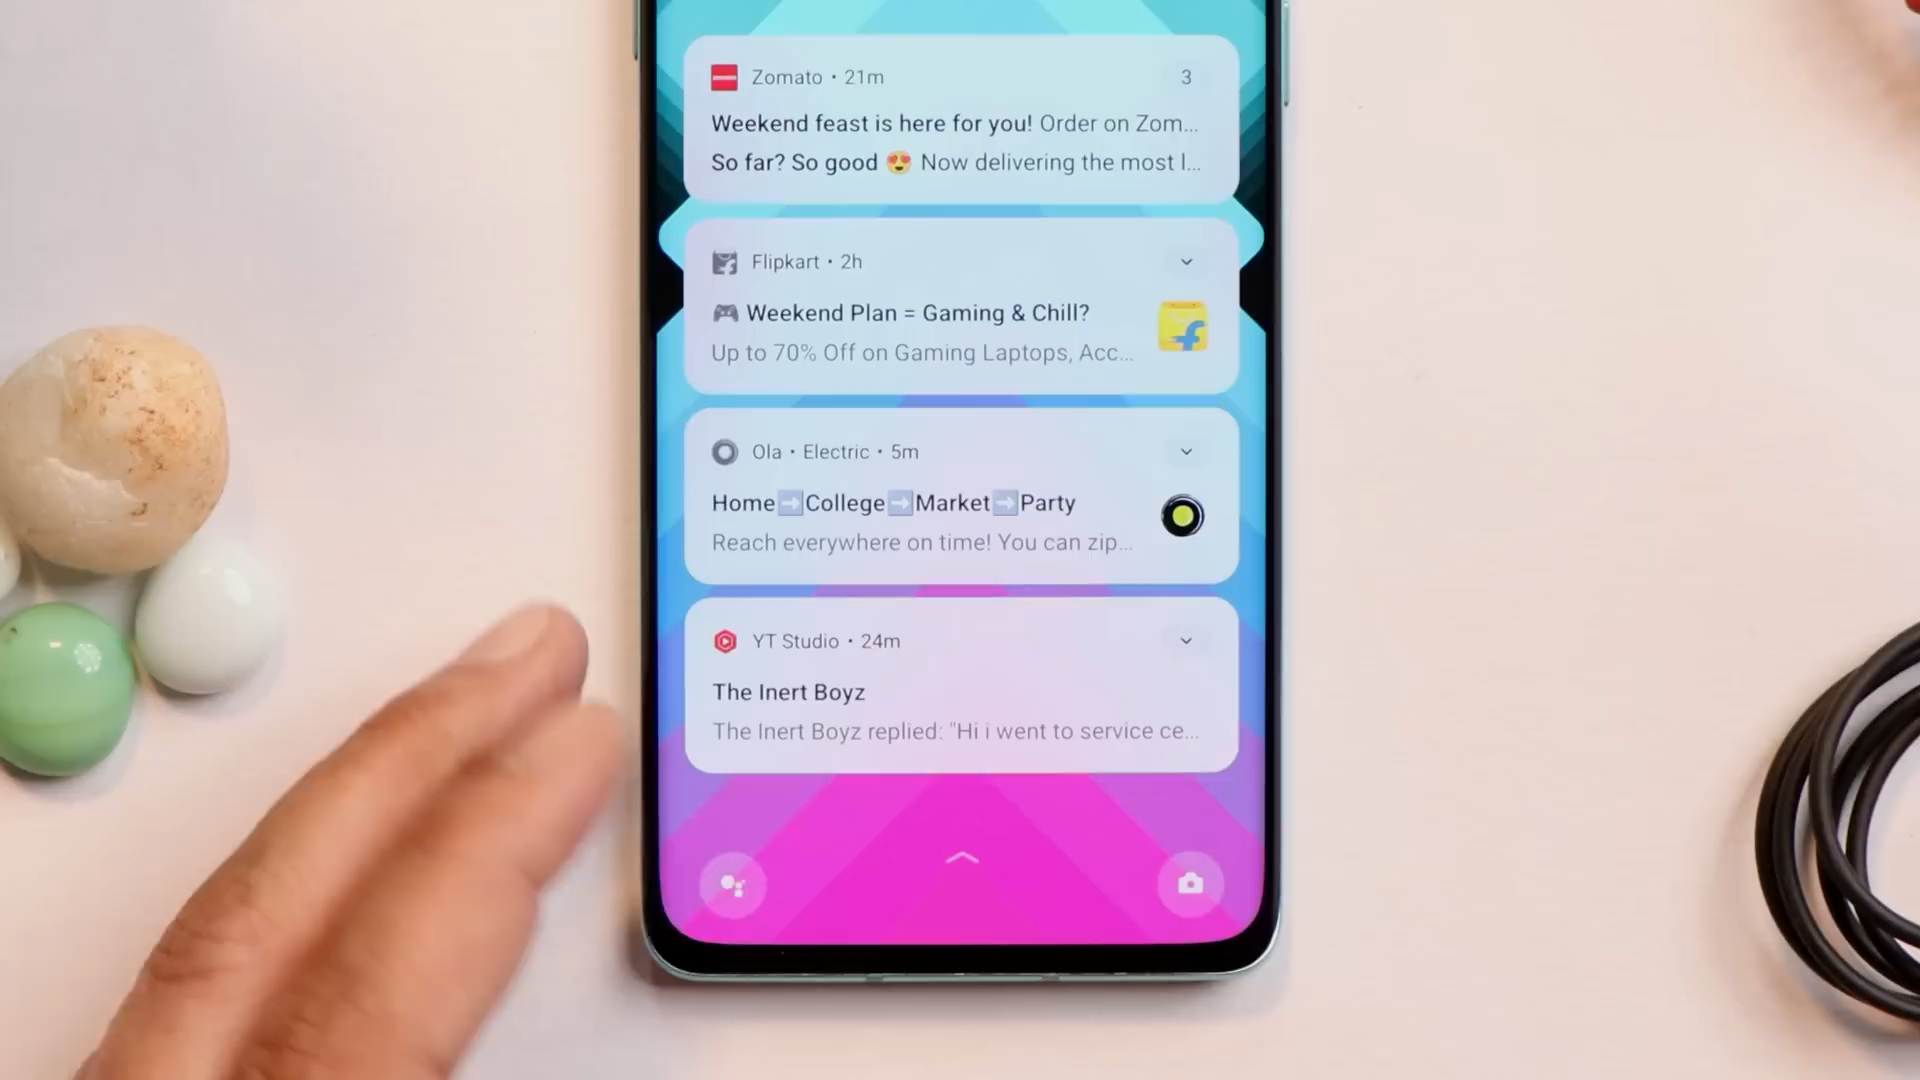 Zomato • 21m 3
Weekend feast is here for you! Order on Zom...
So far? So good 😍 Now delivering the most l...
Flipkart • 2h
🎮 Weekend Plan = Gaming & Chill?
Up to 70% Off on Gaming Laptops, Acc...
Ola • Electric • 5m
Home➡️College➡️Market➡️Party
Reach everywhere on time! You can zip...
YT Studio • 24m
The Inert Boyz
The Inert Boyz replied: "Hi i went to service ce...